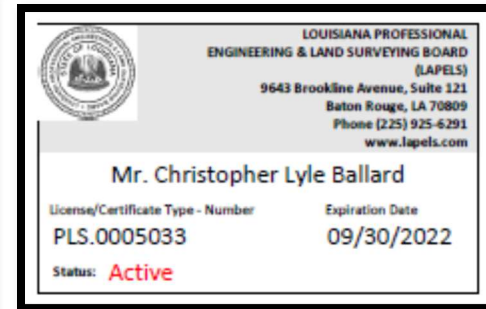 LOUISIANA PROFESSIONAL
ENGINEERING & LAND SURVEYING BOARD
(LAPELS)
9643 Brookline Avenue, Suite 121
Baton Rouge, LA 70809
Phone (225) 925-6291
www.lapels.com
Mr. Christopher Lyle Ballard
License/Certificate Type - Number Expiration Date
PLS.0005033 09/30/2022
Status: Active